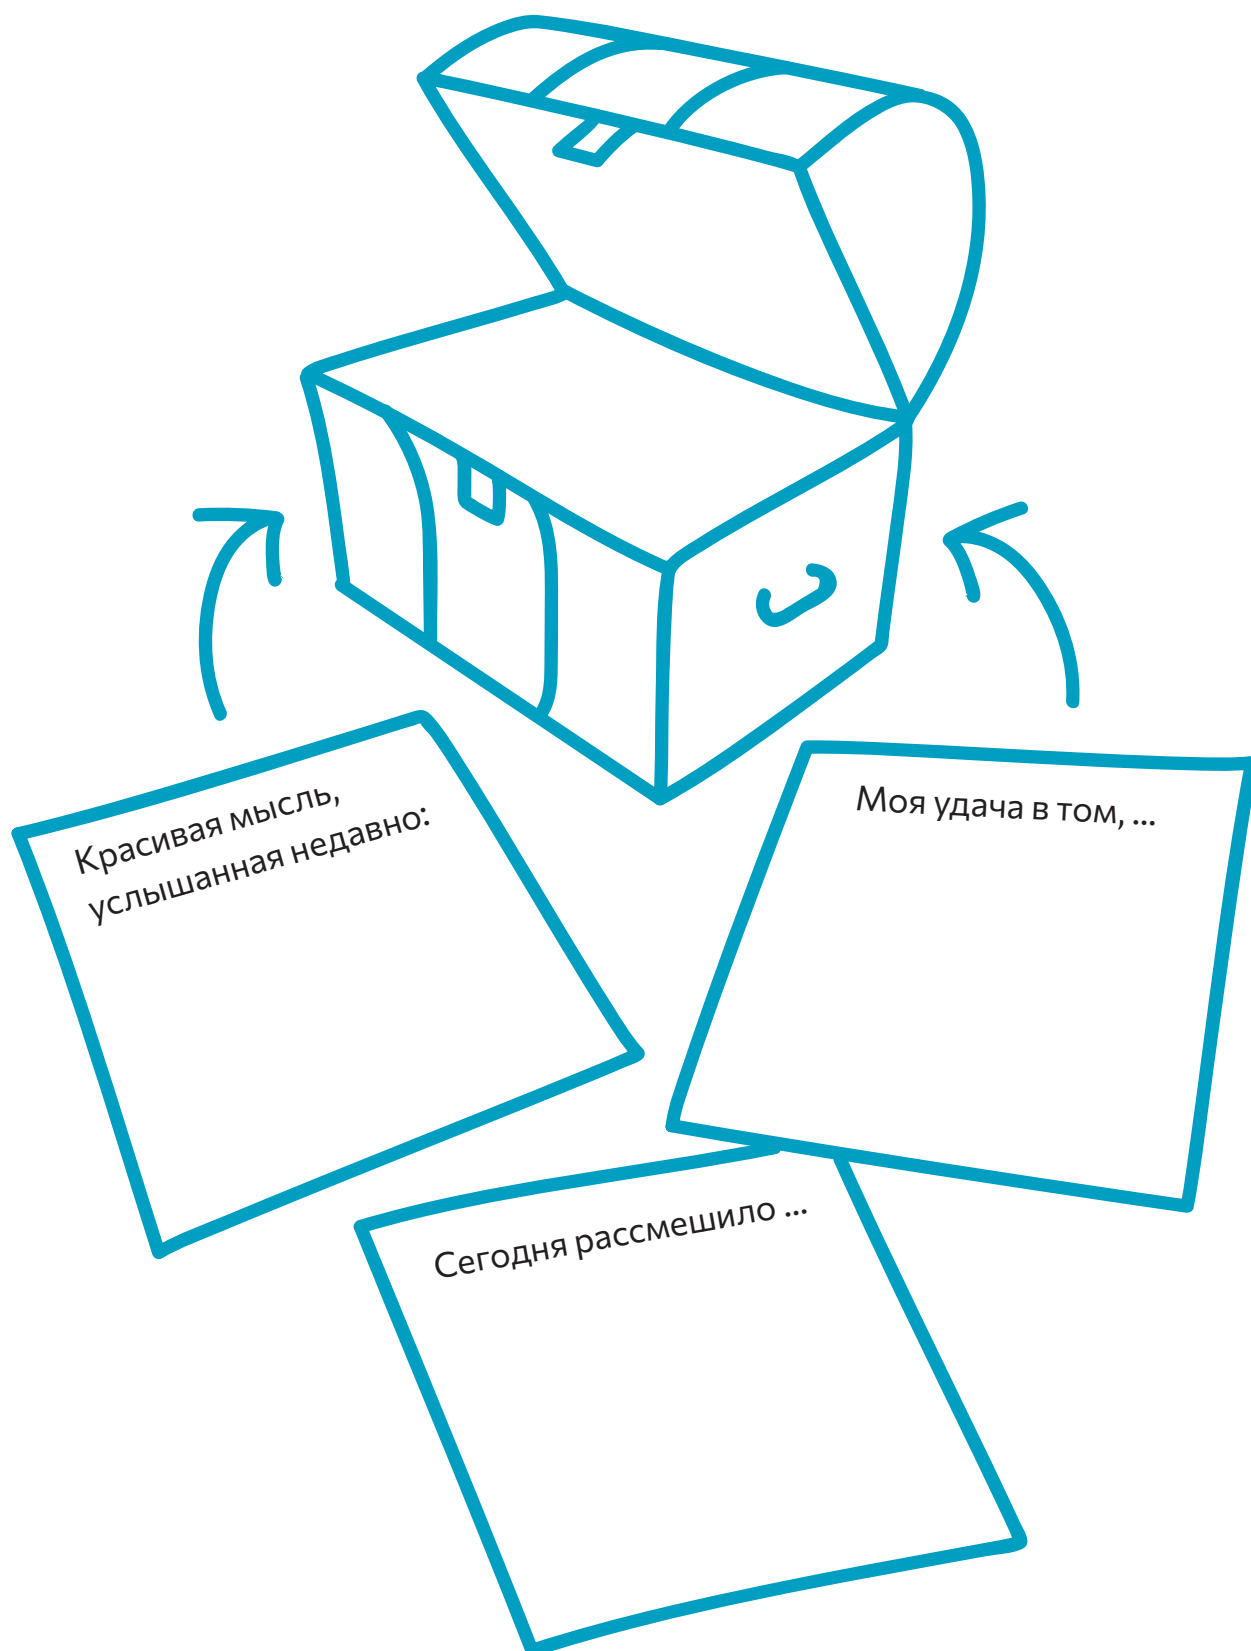 Красивая мысль,
услышанная недавно:
Моя удача в том, ...
Сегодня рассмешило ...